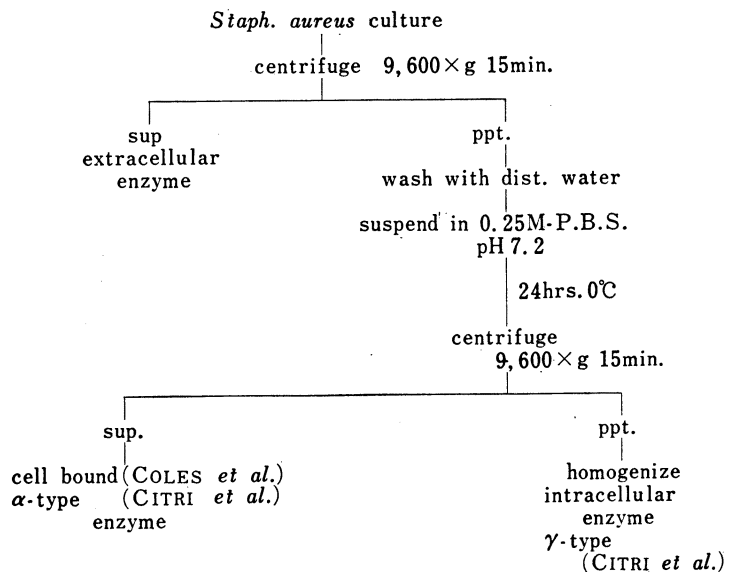 Staph. aureus culture
centrifuge 9,600×g 15min.
sup
extracellular
enzyme
ppt.
wash with dist. water
suspend in 0.25M-P.B.S.
pH 7.2
24hrs. 0℃
centrifuge
9,600×g 15min.
sup.
cell bound (COLES et al.)
α-type (CITRI et al.)
enzyme
ppt.
homogenize
intracellular
enzyme
γ-type
(CITRI et al.)